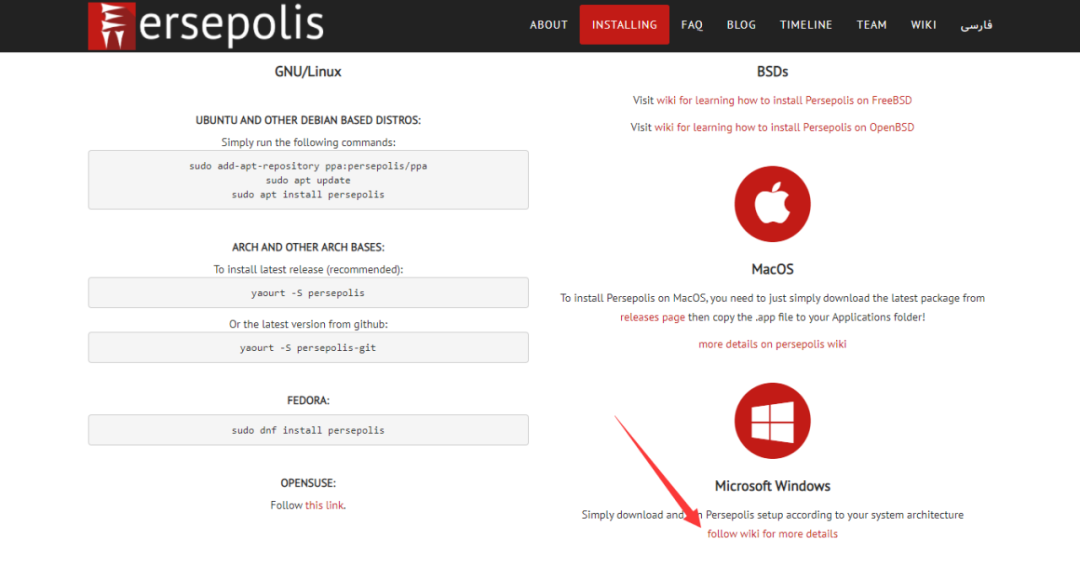 ersepolis
ABOUT
INSTALLING
FAQ
BLOG
TIMELINE
TEAM
WIKI
فارسی
GNU/Linux
UBUNTU AND OTHER DEBIAN BASED DISTROS:
Simply run the following commands:
sudo add-apt-repository ppa:persepolis/ppa
sudo apt update
sudo apt install persepolis
ARCH AND OTHER ARCH BASES:
To install latest release (recommended):
yaourt -S persepolis
Or the latest version from github:
yaourt -S persepolis-git
FEDORA:
sudo dnf install persepolis
OPENSUSE:
Follow this link.
BSDs
Visit wiki for learning how to install Persepolis on FreeBSD
Visit wiki for learning how to install Persepolis on OpenBSD
MacOS
To install Persepolis on MacOS, you need to just simply download the latest package from
releases page then copy the .app file to your Applications folder!
more details on persepolis wiki
Microsoft Windows
Simply download and Persepolis setup according to your system architecture
follow wiki for more details